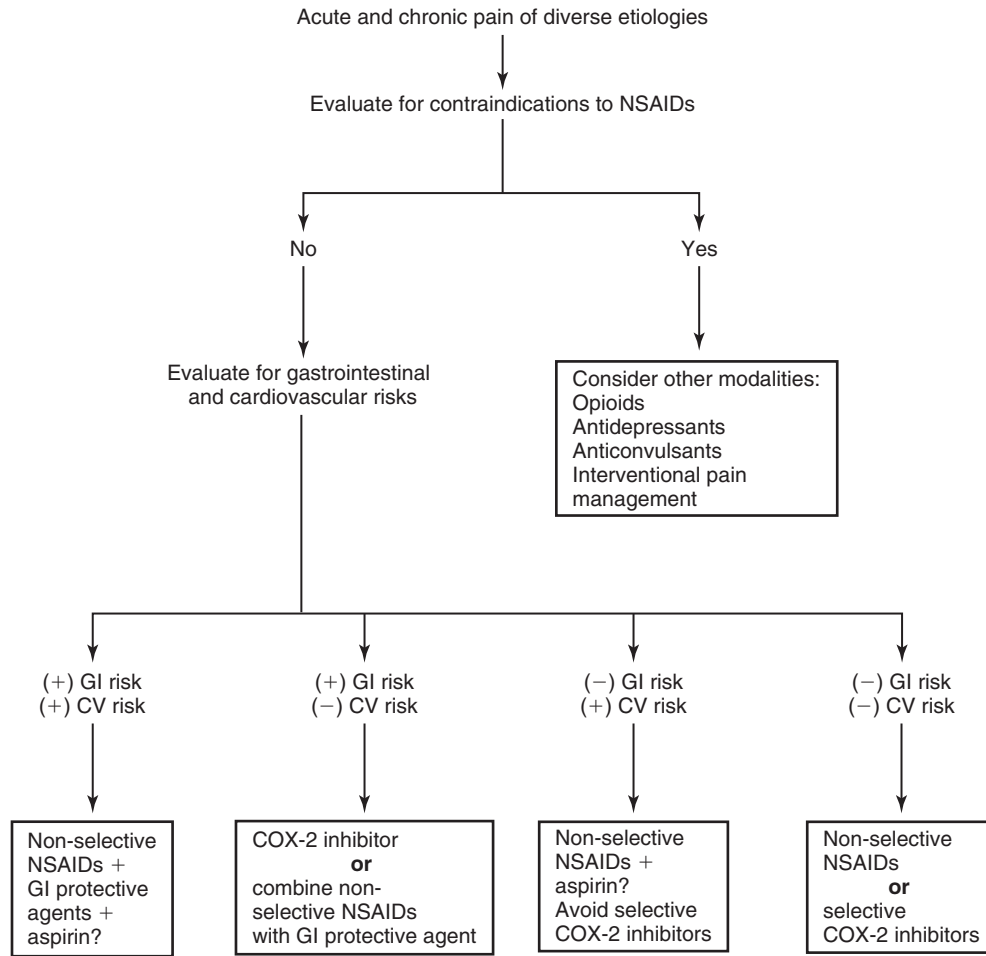 Acute and chronic pain of diverse etiologies
Evaluate for contraindications to NSAIDs
No
Yes
Evaluate for gastrointestinal
and cardiovascular risks
Consider other modalities:
Opioids
Antidepressants
Anticonvulsants
Interventional pain
management
(+) GI risk
(+) CV risk
(+) GI risk
(−) CV risk
(−) GI risk
(+) CV risk
(−) GI risk
(−) CV risk
Non-selective
NSAIDs +
GI protective
agents +
aspirin?
COX-2 inhibitor
or
combine non-
selective NSAIDs
with GI protective agent
Non-selective
NSAIDs +
aspirin?
Avoid selective
COX-2 inhibitors
Non-selective
NSAIDs
or
selective
COX-2 inhibitors